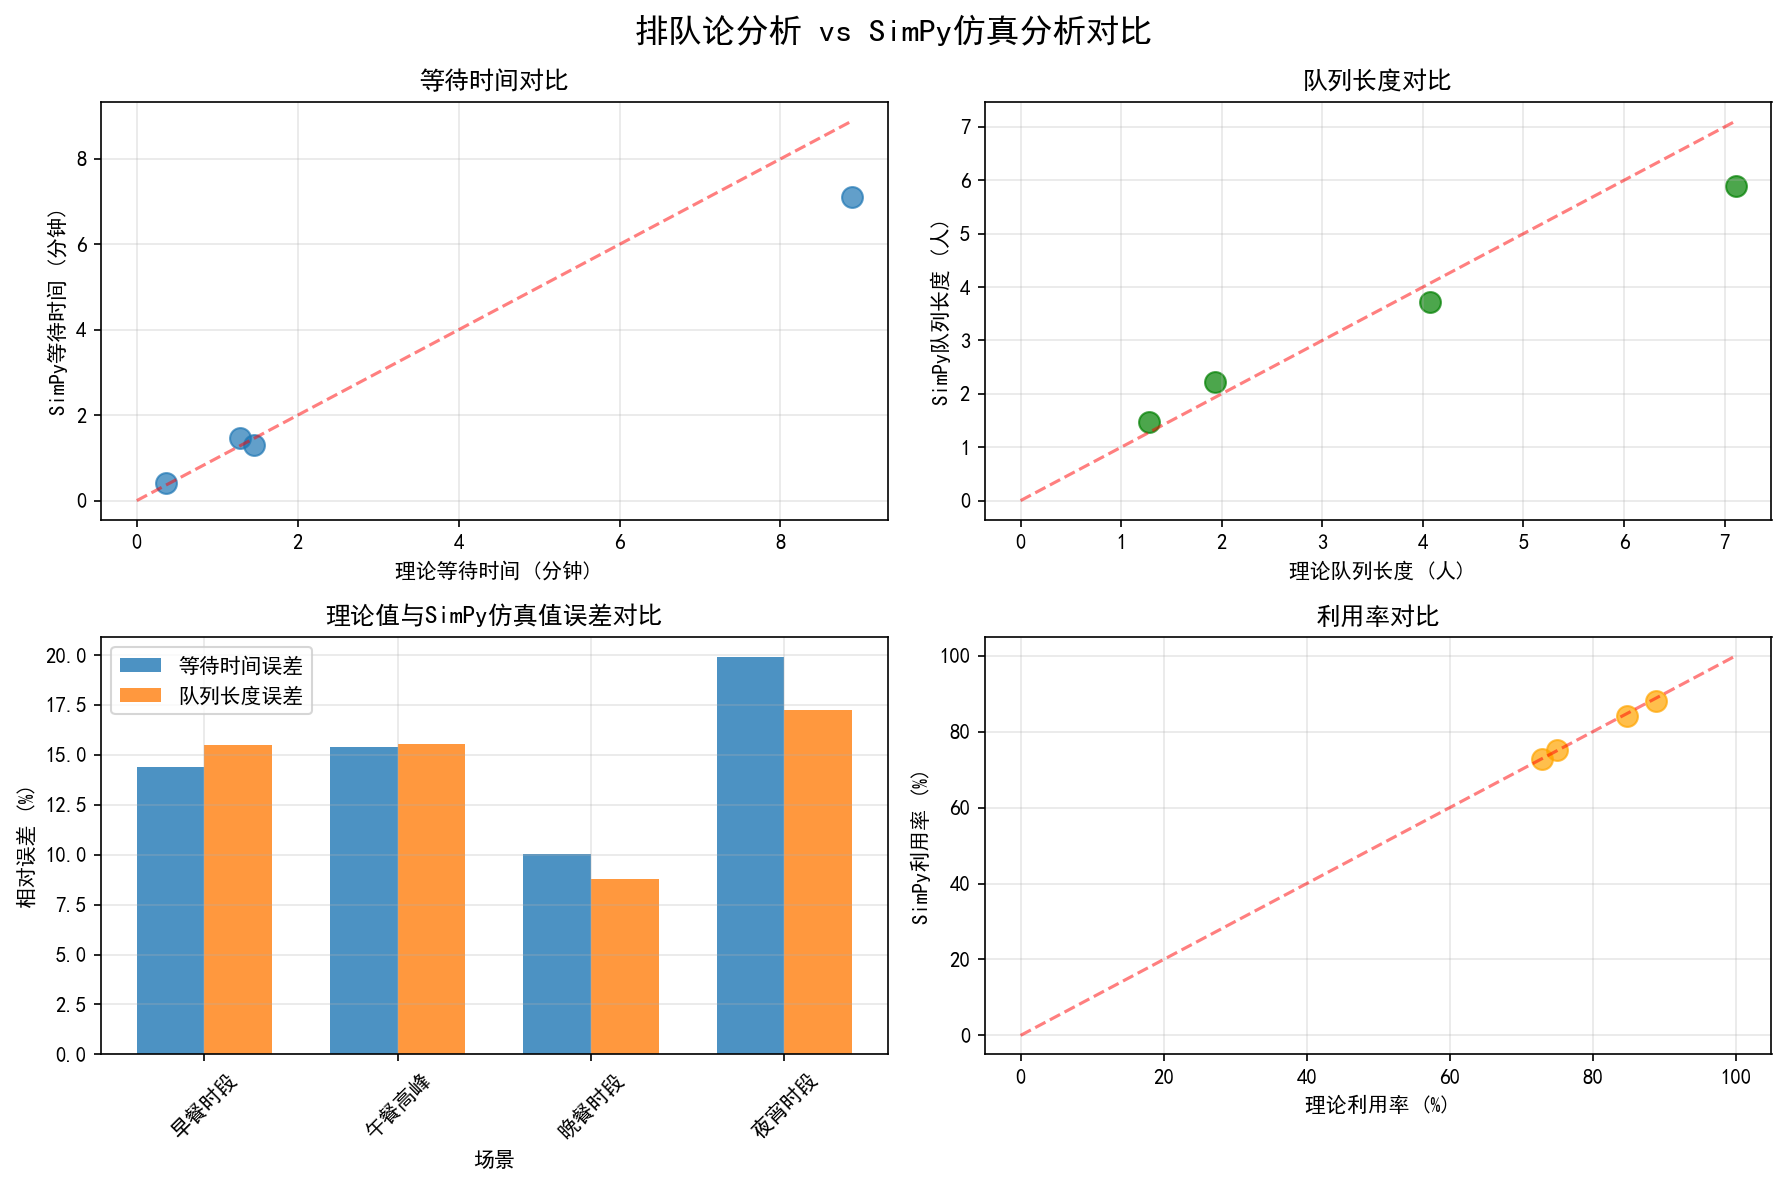 排队论分析 vs SimPy仿真分析对比
等待时间对比
SimPy等待时间 (分钟)
8
6
4
2
0
0 2 4 6 8
理论等待时间 (分钟)
队列长度对比
SimPy队列长度 (人)
7
6
5
4
3
2
1
0
0 1 2 3 4 5 6 7
理论队列长度 (人)
理论值与SimPy仿真值误差对比
相对误差 (%)
20.0
17.5
15.0
12.5
10.0
7.5
5.0
2.5
0.0
等待时间误差
队列长度误差
早餐时段 午餐高峰 晚餐时段 夜宵时段
场景
利用率对比
SimPy利用率 (%)
100
80
60
40
20
0
0 20 40 60 80 100
理论利用率 (%)